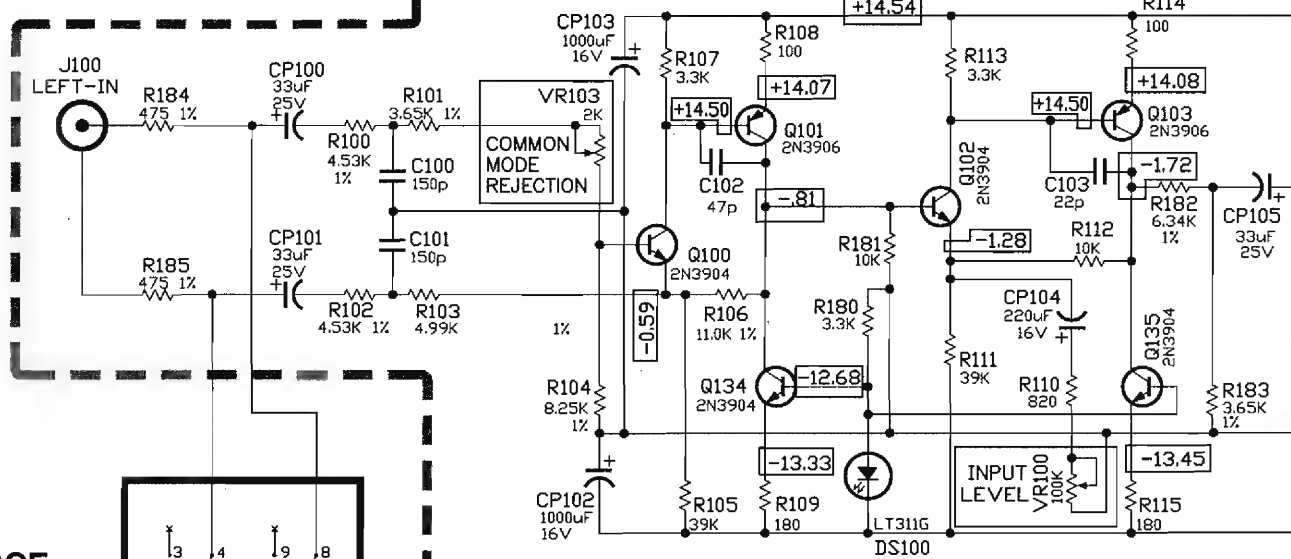 +14.54
R114
100
CP103
1000uF
16V
+
R107
3.3K
R108
100
R113
3.3K
J100
LEFT-IN
CP100
33uF
25V
+
R184
475 1%
R101
3.65K 1%
R100
4.53K
1%
C100
150p
VR103
2K
COMMON
MODE
REJECTION
+14.50
+14.07
Q101
2N3906
C102
47p
+14.50
+14.08
Q103
2N3906
Q102
2N3904
C103
22p
-1.72
R182
6.34K
1%
CP105
33uF
25V
+
-.81
-1.28
R112
10K
C101
150p
CP101
33uF
25V
+
R185
475 1%
R102
4.53K 1%
R103
4.99K
1%
Q100
2N3904
-0.59
R106
11.0K 1%
R181
10K
R180
3.3K
CP104
220uF
16V
+
Q135
2N3904
R104
8.25K
1%
Q134
2N3904
-12.68
R111
39K
R110
820
R183
3.65K
1%
CP102
1000uF
16V
+
R105
39K
-13.33
R109
180
LT311G
DS100
INPUT
LEVEL
VR100
100K
-13.45
R115
180
3
4
9
8